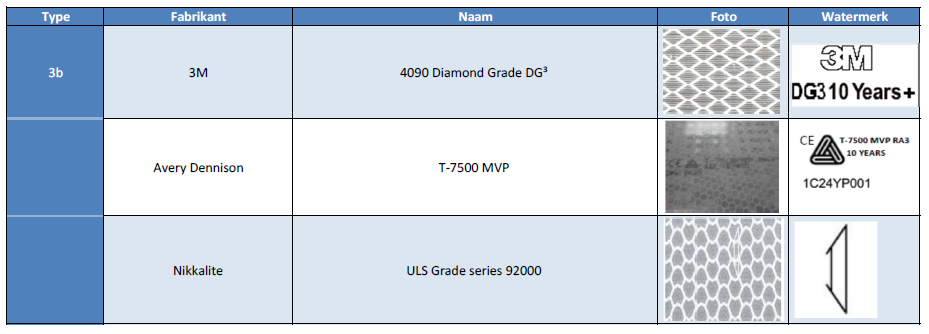 Type Fabrikant Naam Foto Watermerk
3b 3M 4090 Diamond Grade DG³ 3M
DG3 10 Years+
Avery Dennison T-7500 MVP CE T-7500 MVP RA3
10 YEARS
1C24YP001
Nikkalite ULS Grade series 92000